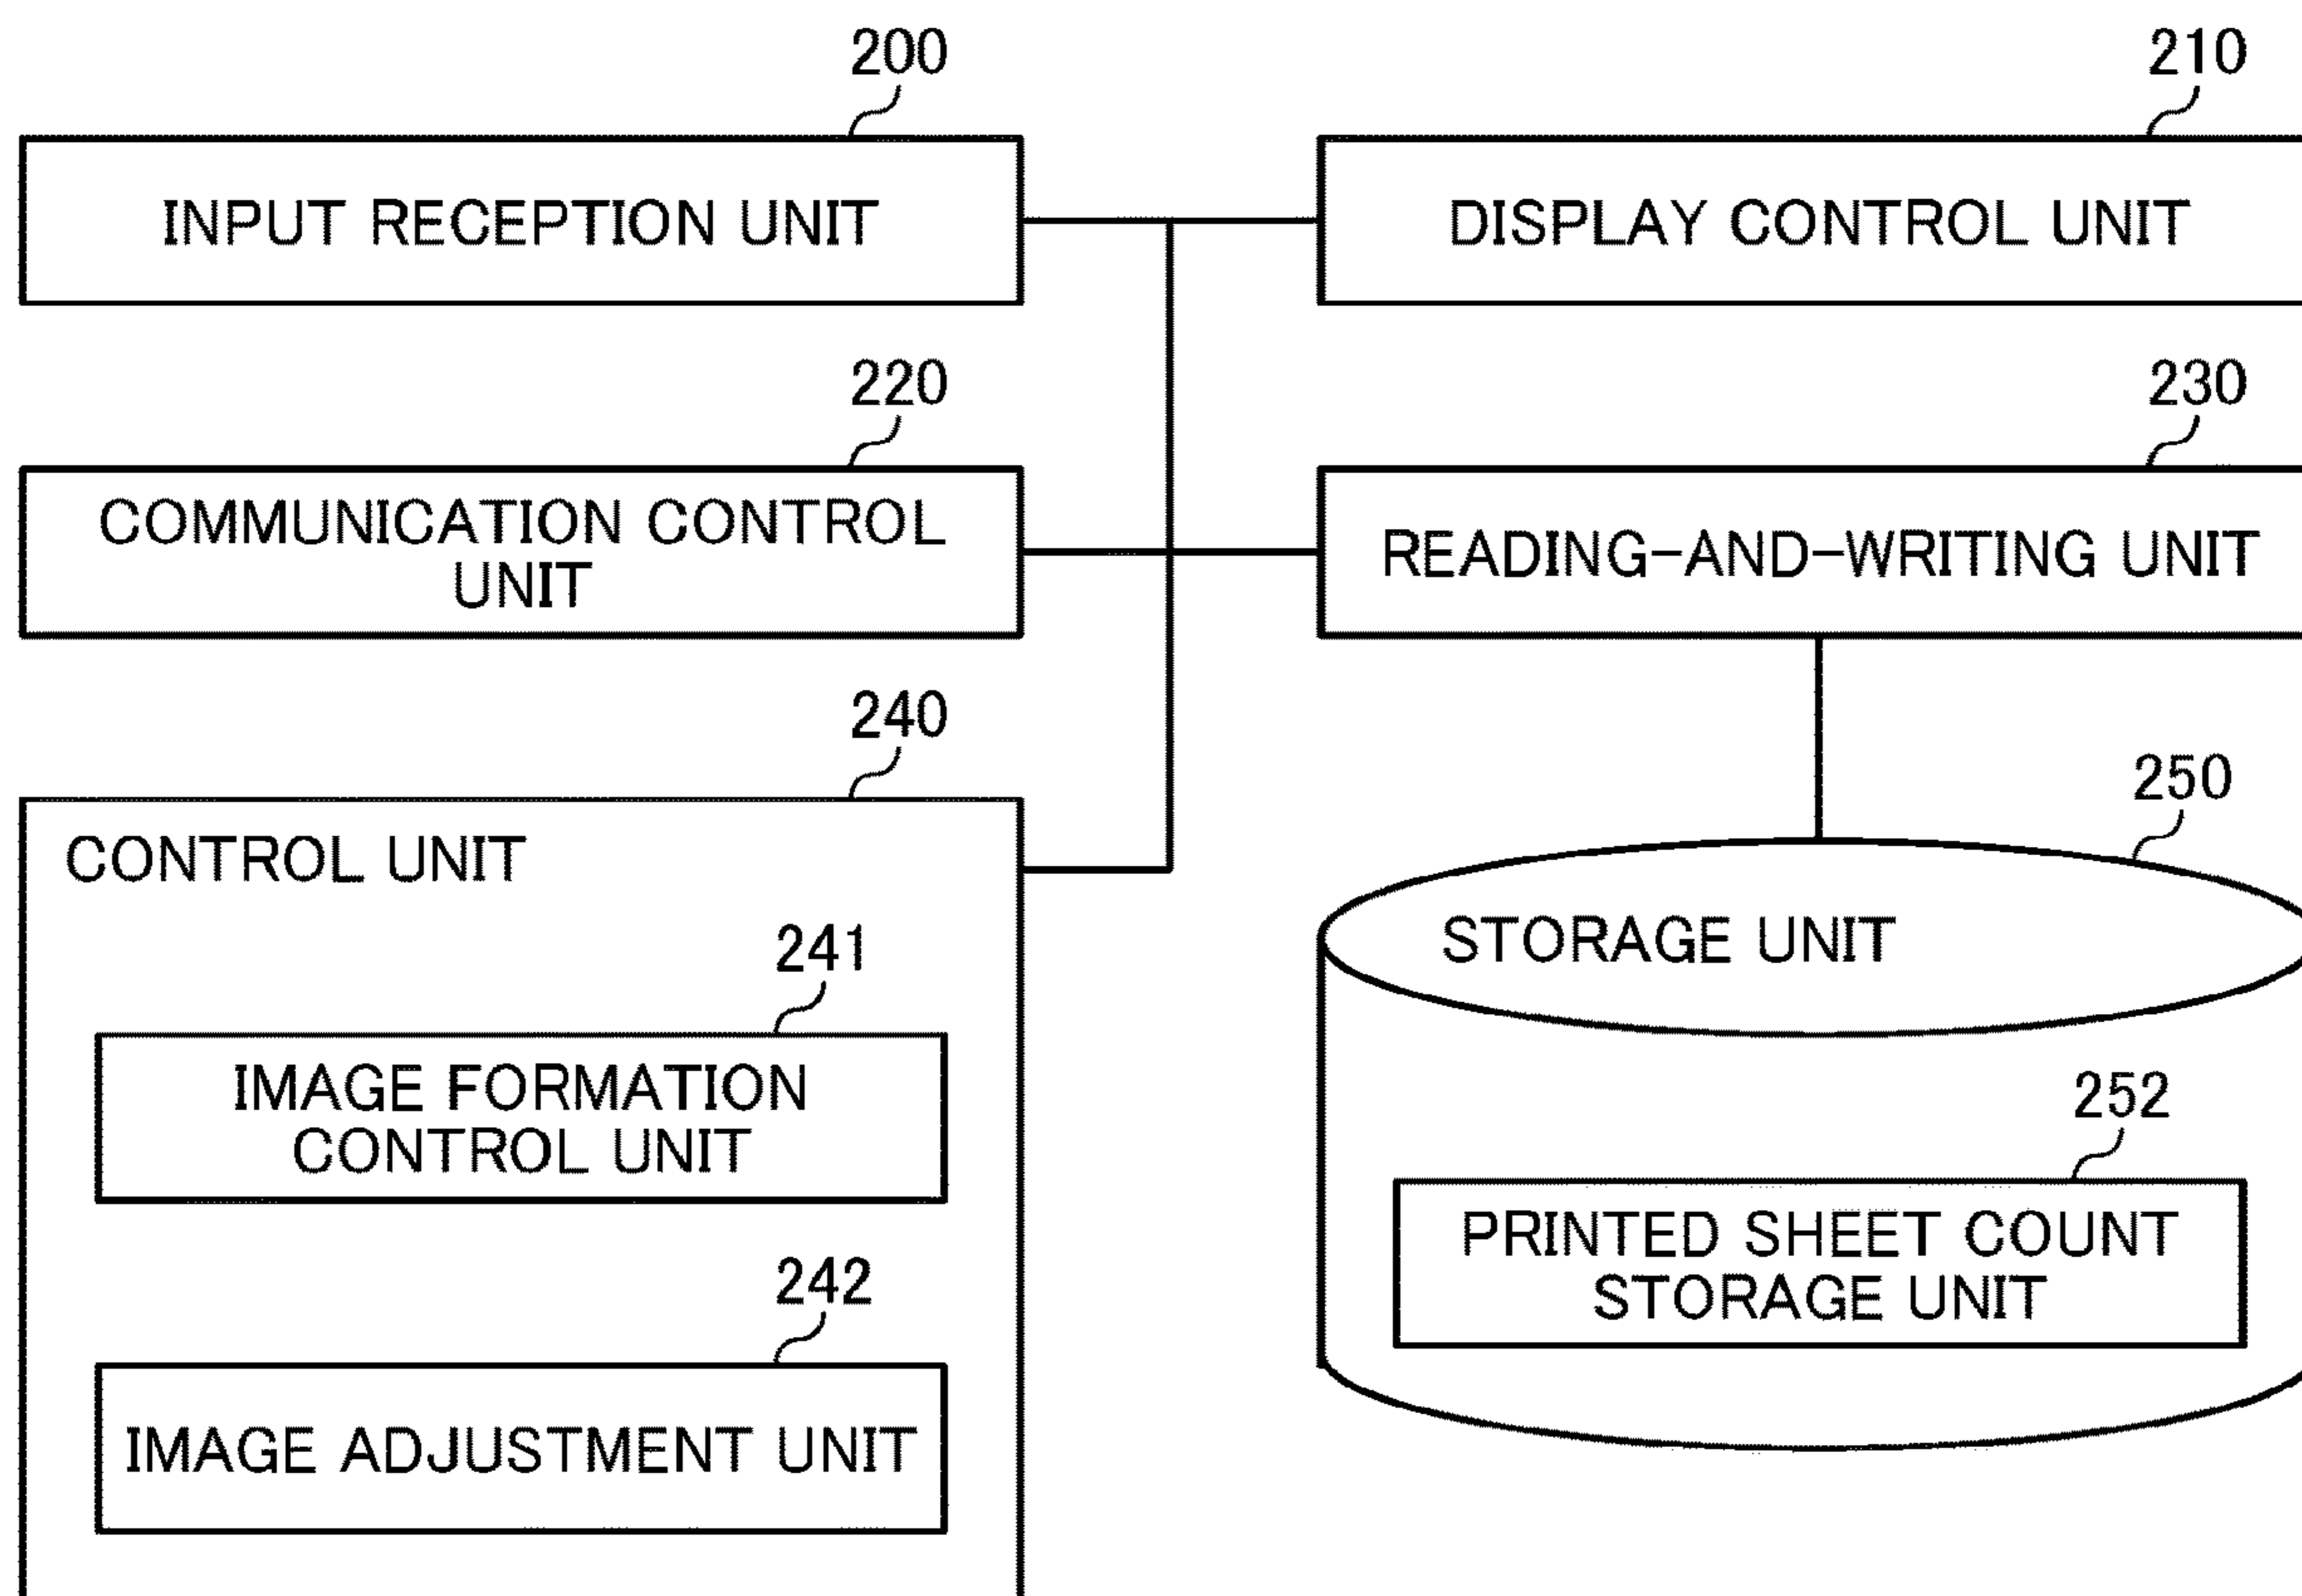 200
INPUT RECEPTION UNIT
210
DISPLAY CONTROL UNIT
220
COMMUNICATION CONTROL
UNIT
230
READING-AND-WRITING UNIT
240
CONTROL UNIT
241
IMAGE FORMATION
CONTROL UNIT
242
IMAGE ADJUSTMENT UNIT
250
STORAGE UNIT
252
PRINTED SHEET COUNT
STORAGE UNIT